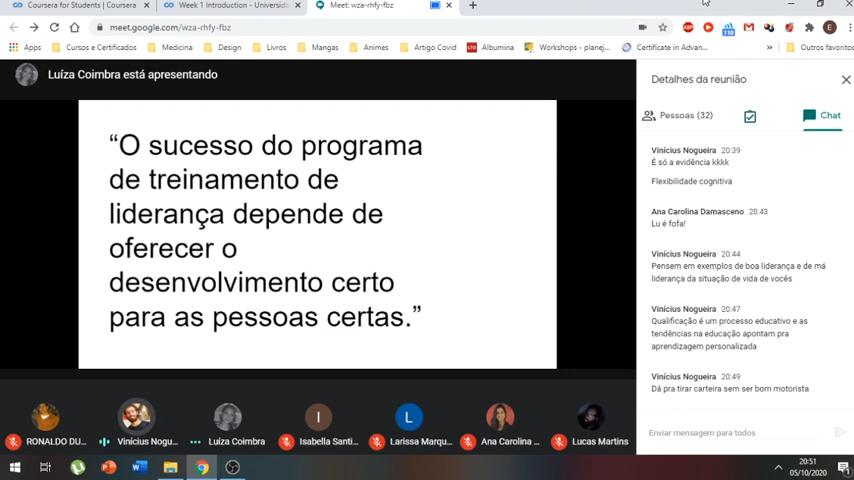 Coursera for Students | Coursera
Week 1 Introduction - Universida
Meet: wza-rhfy-fbz
meet.google.com/wza-rhfy-fbz
110
ABP
E
Apps
Cursos e Certificados
Medicina
Design
Livros
Mangas
Animes
Artigo Covid
LTO
Albumina
Workshops - planej...
Certificate in Advan...
»
Outros favoritos
Luíza Coimbra está apresentando
“O sucesso do programa
de treinamento de
liderança depende de
oferecer o
desenvolvimento certo
para as pessoas certas.”
Detalhes da reunião
Pessoas (32)
Chat
Vinícius Nogueira 20:39
É só a evidência kkkk
Flexibilidade cognitiva
Ana Carolina Damasceno 20:43
Lu é fofa!
Vinícius Nogueira 20:44
Pensem em exemplos de boa liderança e de má
liderança da situação de vida de vocês
Vinícius Nogueira 20:47
Qualificação é um processo educativo e as
tendências na educação apontam pra
aprendizagem personalizada
Vinícius Nogueira 20:49
Dá pra tirar carteira sem ser bom motorista
Enviar mensagem para todos
I
L
RONALDO DU...
Vinícius Nogu...
Luíza Coimbra
Isabella Santi...
Larissa Marqu...
Ana Carolina ...
Lucas Martins
20:51
05/10/2020